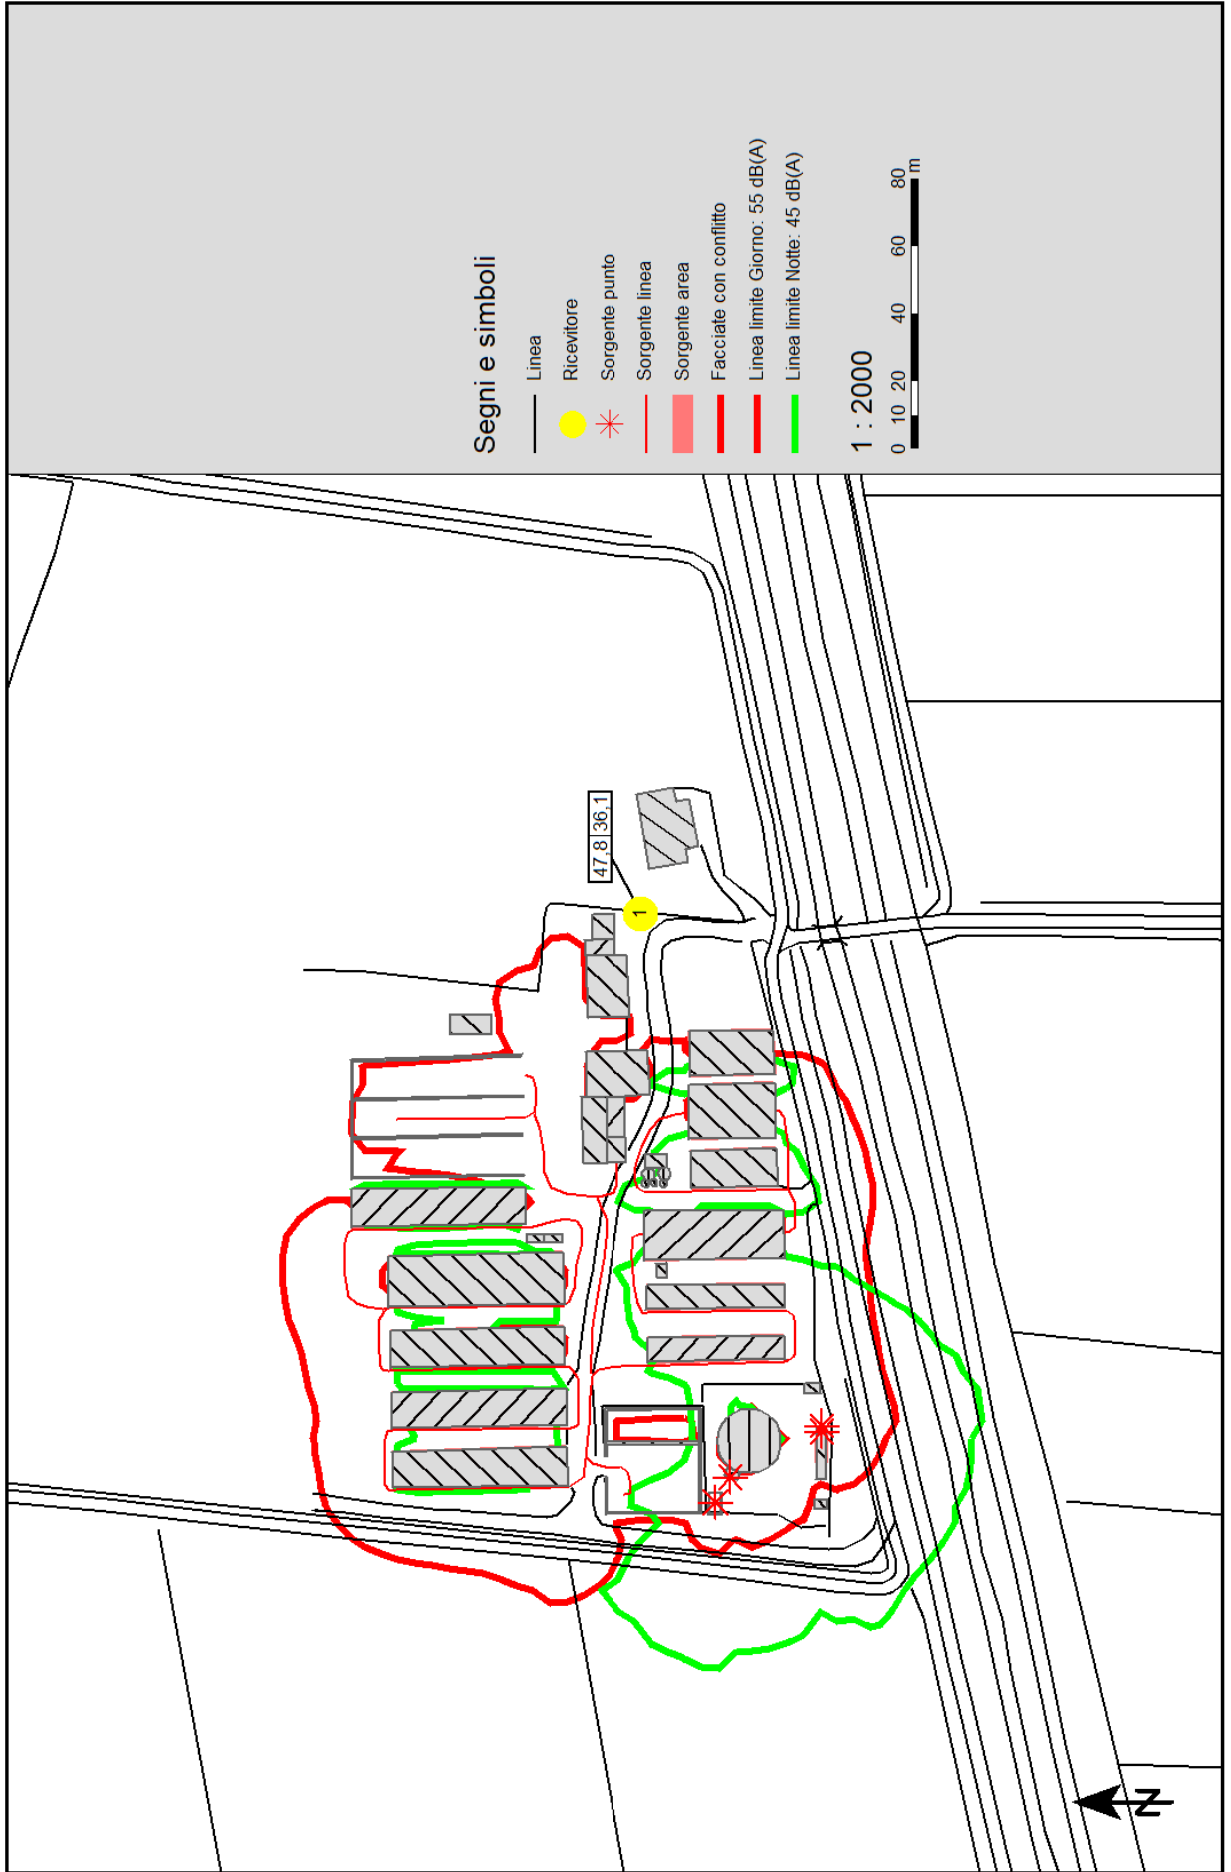 Segni e simboli
Linea
Ricevitore
Sorgente punto
Sorgente linea
Sorgente area
Facciate con conflitto
Linea limite Giorno: 55 dB(A)
Linea limite Notte: 45 dB(A)
1 : 2000
0 10 20 40 60 80
m
47,8 36,1
1
N